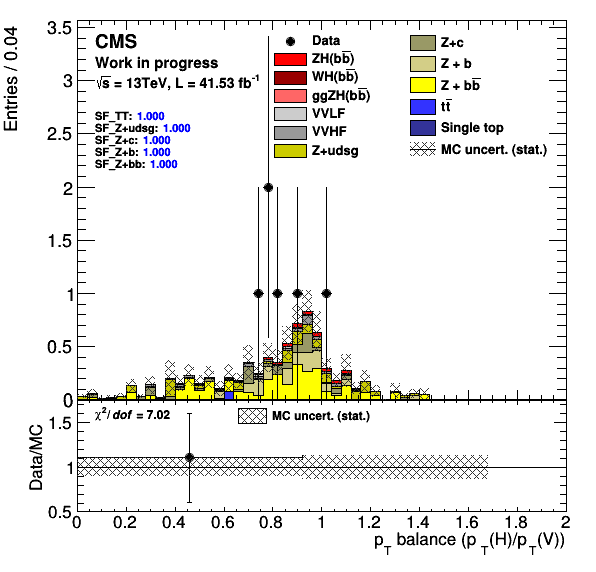 CMS
Work in progress
√s = 13TeV, L = 41.53 fb⁻¹
SF_TT: 1.000
SF_Z+udsg: 1.000
SF_Z+c: 1.000
SF_Z+b: 1.000
SF_Z+bb: 1.000
Data
ZH(bb̅)
WH(bb̅)
ggZH(bb̅)
VVLF
VVHF
Z+udsg
Z+c
Z + b
Z + bb̅
tt̅
Single top
MC uncert. (stat.)
Entries / 0.04
3.5
3
2.5
2
1.5
1
0.5
0
χ²/dof = 7.02
MC uncert. (stat.)
Data/MC
1.5
1
0.5
0 0.2 0.4 0.6 0.8 1 1.2 1.4 1.6 1.8 2
p_T balance (p_T(H)/p_T(V))